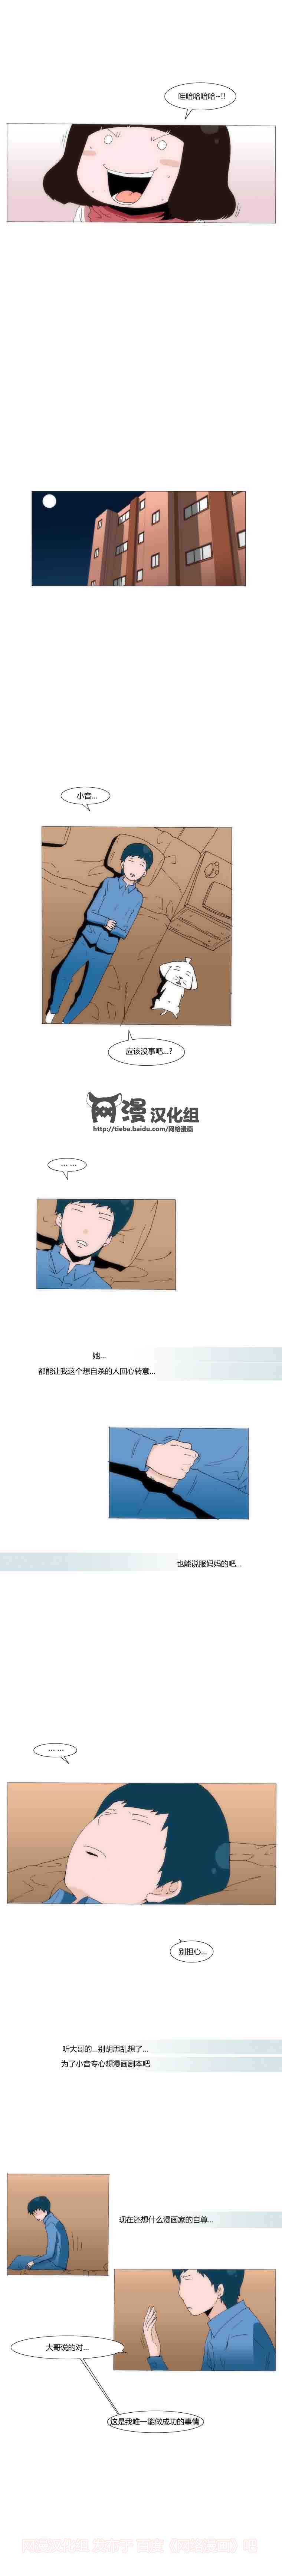 哇哈哈哈哈~!!
小音...
应该没事吧...?
网漫 汉化组
http://tieba.baidu.com/网暗漫画
... ...
她...
都能让我这个想自杀的人回心转意...
也能说服妈妈的吧...
... ...
别担心...
听大哥的...别胡思乱想了...
为了小音专心想漫画剧本吧.
现在还想什么漫画家的自尊...
大哥说的对...
这是我唯一能做成功的事情